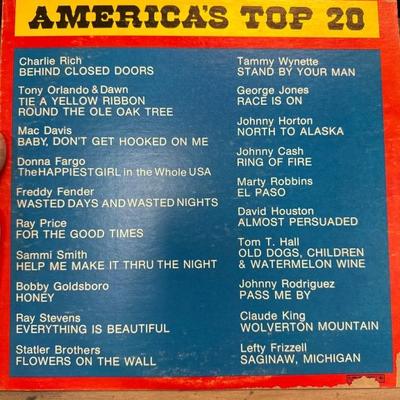 AMERICA'S TOP 20
Charlie Rich
BEHIND CLOSED DOORS
Tony Orlando & Dawn
TIE A YELLOW RIBBON
ROUND THE OLE OAK TREE
Mac Davis
BABY, DON'T GET HOOKED ON ME
Donna Fargo
The HAPPIEST GIRL in the Whole USA
Freddy Fender
WASTED DAYS AND WASTED NIGHTS
Ray Price
FOR THE GOOD TIMES
Sammi Smith
HELP ME MAKE IT THRU THE NIGHT
Bobby Goldsboro
HONEY
Ray Stevens
EVERYTHING IS BEAUTIFUL
Statler Brothers
FLOWERS ON THE WALL
Tammy Wynette
STAND BY YOUR MAN
George Jones
RACE IS ON
Johnny Horton
NORTH TO ALASKA
Johnny Cash
RING OF FIRE
Marty Robbins
EL PASO
David Houston
ALMOST PERSUADED
Tom T. Hall
OLD DOGS, CHILDREN
& WATERMELON WINE
Johnny Rodriguez
PASS ME BY
Claude King
WOLVERTON MOUNTAIN
Lefty Frizzell
SAGINAW, MICHIGAN